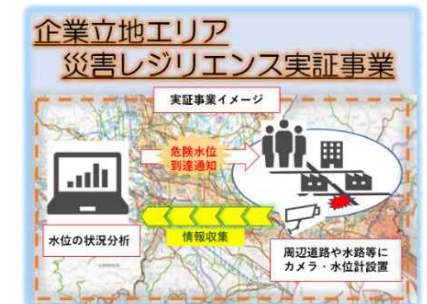 企業立地エリア
災害レジリエンス実証事業
実証事業イメージ
危険水位
到達通知
水位の状況分析
情報収集
周辺道路や水路等に
カメラ・水位計設置